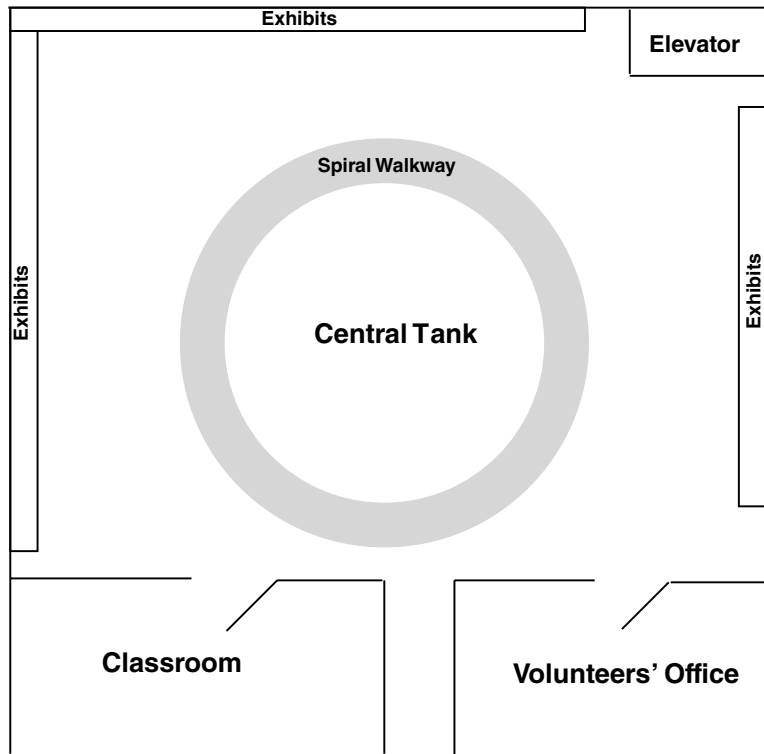 Exhibits
Elevator
Spiral Walkway
Exhibits
Central Tank
Exhibits
Classroom
Volunteers’ Office